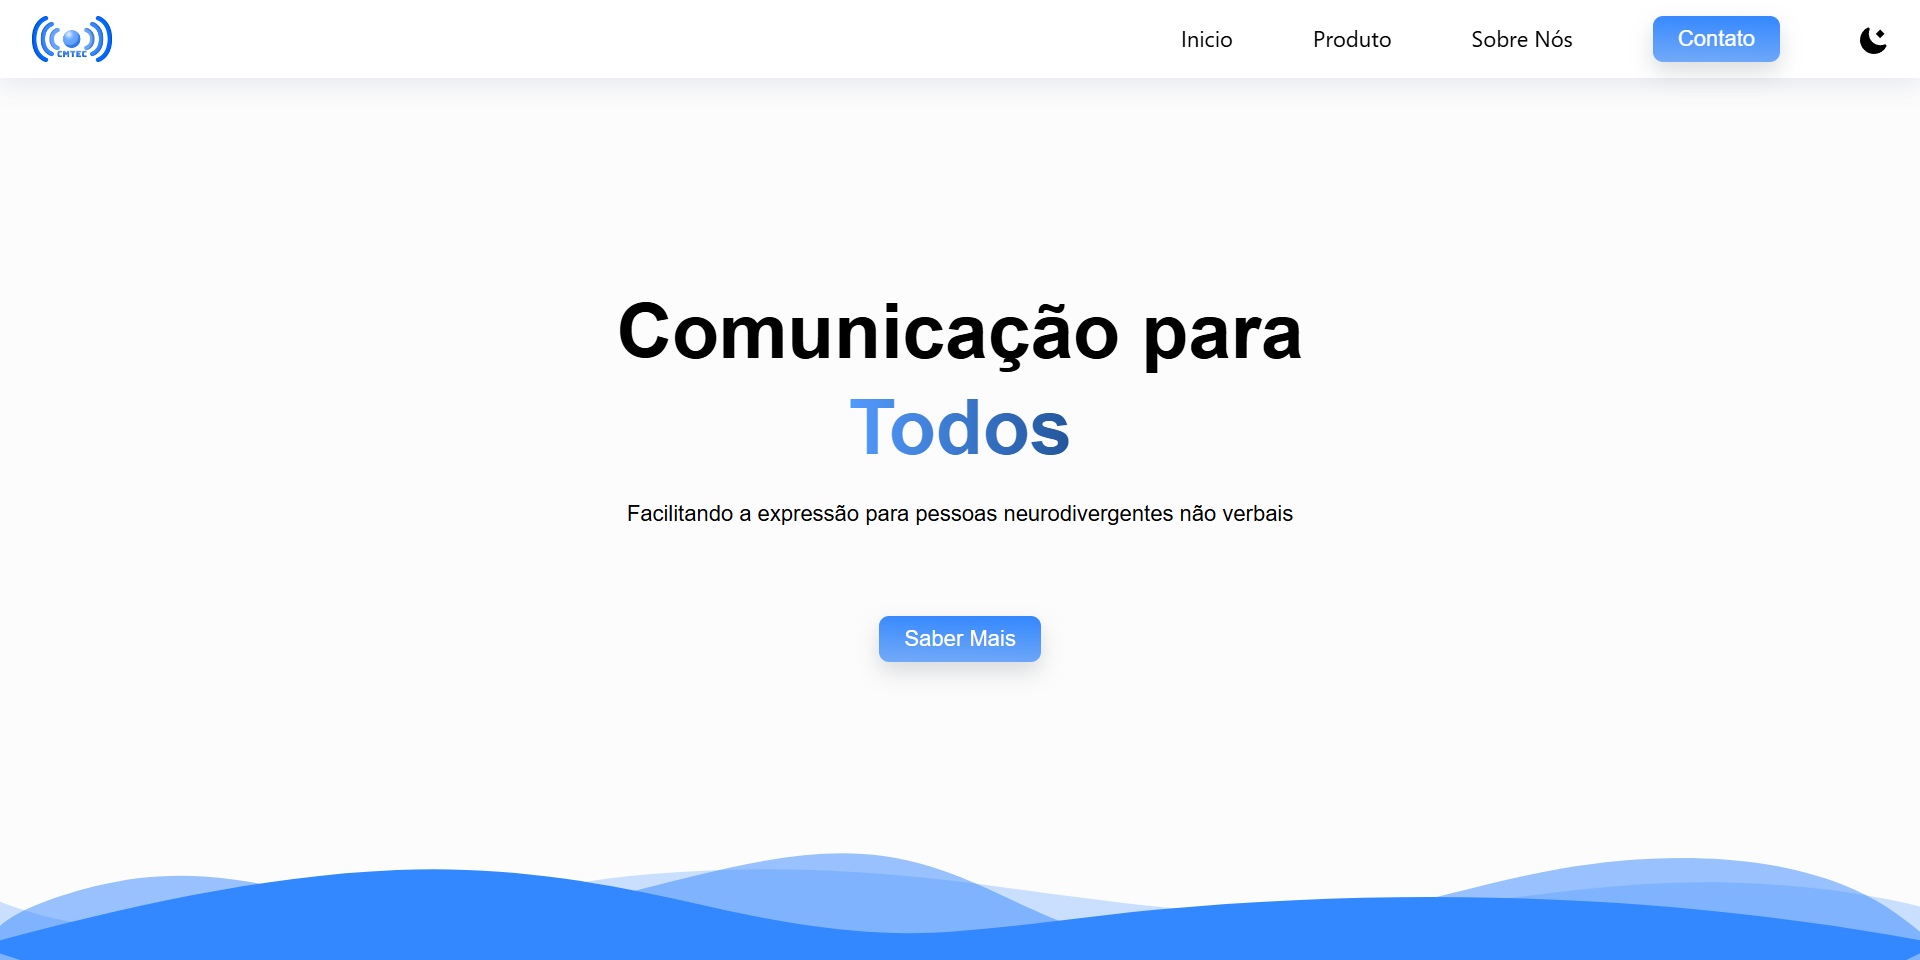 CMTEC
Inicio
Produto
Sobre Nós
Contato
Comunicação para
Todos
Facilitando a expressão para pessoas neurodivergentes não verbais
Saber Mais